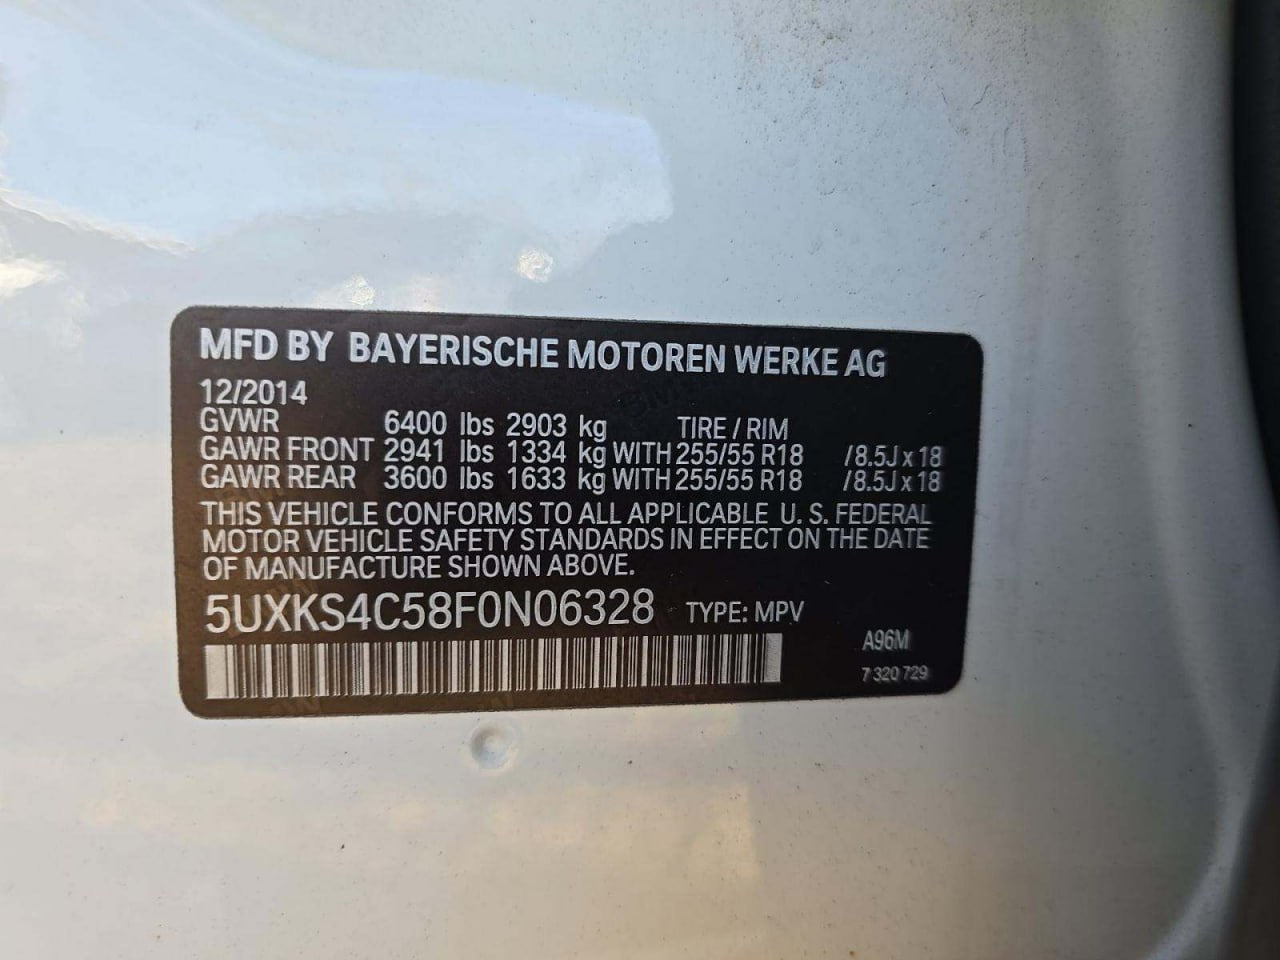 MFD BY BAYERISCHE MOTOREN WERKE AG
12/2014
GVWR 6400 lbs 2903 kg TIRE / RIM
GAWR FRONT 2941 lbs 1334 kg WITH 255/55 R18 /8.5J x 18
GAWR REAR 3600 lbs 1633 kg WITH 255/55 R18 /8.5J x 18
THIS VEHICLE CONFORMS TO ALL APPLICABLE U. S. FEDERAL
MOTOR VEHICLE SAFETY STANDARDS IN EFFECT ON THE DATE
OF MANUFACTURE SHOWN ABOVE.
5UXKS4C58F0N06328 TYPE: MPV
A96M
7 320 729